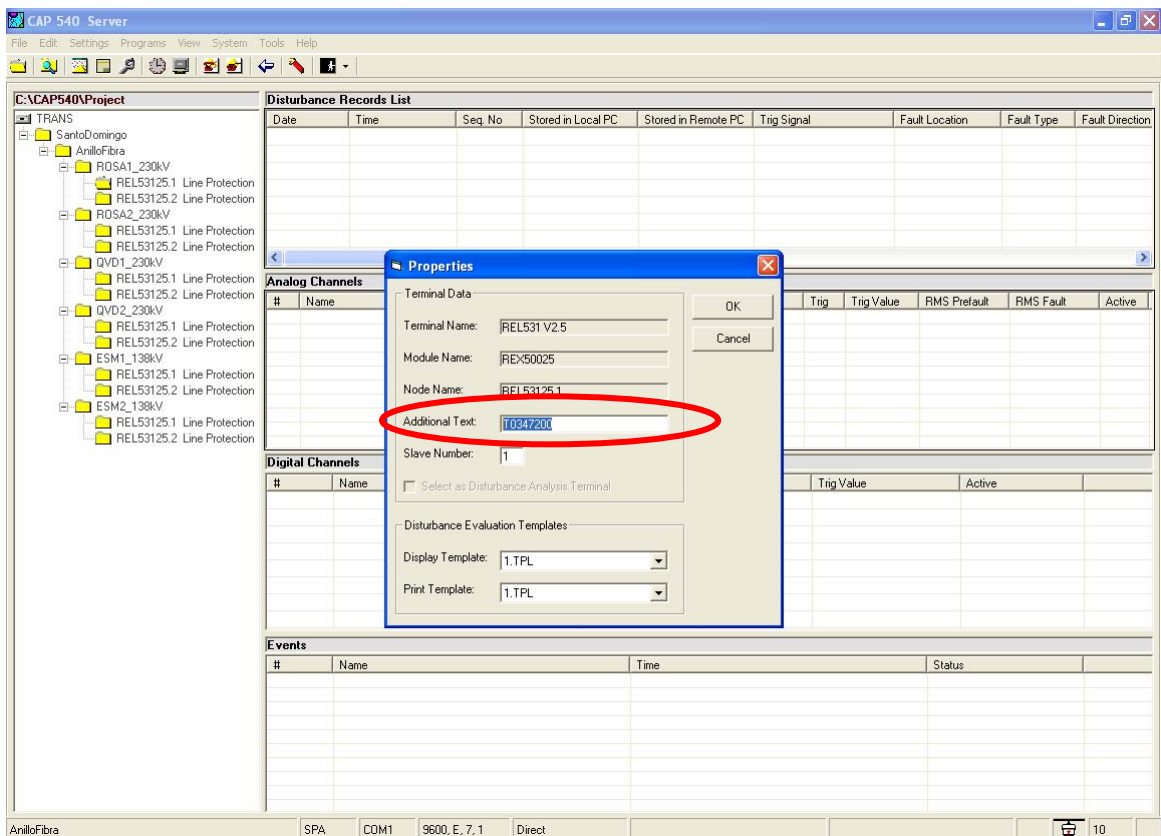 CAP 540 Server
File Edit Settings Programs View System Tools Help
C:\CAP540\Project
TRANS
SantoDomingo
AnilloFibra
ROSA1_230kV
REL53125.1 Line Protection
REL53125.2 Line Protection
ROSA2_230kV
REL53125.1 Line Protection
REL53125.2 Line Protection
QVD1_230kV
REL53125.1 Line Protection
REL53125.2 Line Protection
QVD2_230kV
REL53125.1 Line Protection
REL53125.2 Line Protection
ESM1_138kV
REL53125.1 Line Protection
REL53125.2 Line Protection
ESM2_138kV
REL53125.1 Line Protection
REL53125.2 Line Protection
Disturbance Records List
Date Time Seq. No Stored in Local PC Stored in Remote PC Trig Signal Fault Location Fault Type Fault Direction
Analog Channels
# Name Trig Trig Value RMS Prefault RMS Fault Active
Digital Channels
# Name Trig Value Active
Events
# Name Time Status
Properties
Terminal Data
Terminal Name: REL531 V2.5
Module Name: REX50025
Node Name: REL53125.1
Additional Text: T0347200
Slave Number: 1
Select as Disturbance Analysis Terminal
Disturbance Evaluation Templates
Display Template: 1.TPL
Print Template: 1.TPL
OK
Cancel
AnilloFibra SPA COM1 9600, E, 7, 1 Direct 10